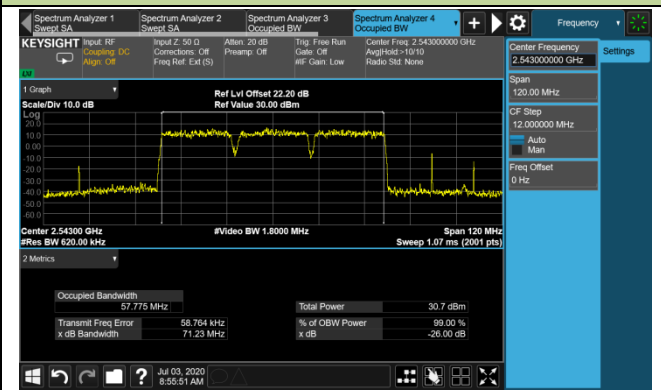 Spectrum Analyzer 1
Swept SA
Spectrum Analyzer 2
Swept SA
Spectrum Analyzer 3
Occupied BW
Spectrum Analyzer 4
Occupied BW
Frequency
KEYSIGHT
Input: RF
Coupling: DC
Align: Off
Input Z: 50 Ω
Corrections: Off
Freq Ref: Ext (S)
Atten: 20 dB
Preamp: Off
Trig: Free Run
Gate: Off
#IF Gain: Low
Center Freq: 2.543000000 GHz
Avg|Hold:>10/10
Radio Std: None
LXI
Center Frequency
2.543000000 GHz
Settings
Span
120.00 MHz
CF Step
12.000000 MHz
Auto
Man
Freq Offset
0 Hz
1 Graph
Scale/Div 10.0 dB
Ref Lvl Offset 22.20 dB
Ref Value 30.00 dBm
Log
20.0
10.0
0.00
-10.0
-20.0
-30.0
-40.0
-50.0
-60.0
Center 2.54300 GHz
#Res BW 620.00 kHz
#Video BW 1.8000 MHz
Span 120 MHz
Sweep 1.07 ms (2001 pts)
2 Metrics
Occupied Bandwidth
57.775 MHz
Total Power
30.7 dBm
Transmit Freq Error
58.764 kHz
% of OBW Power
99.00 %
x dB Bandwidth
71.23 MHz
x dB
-26.00 dB
?
Jul 03, 2020
8:55:51 AM